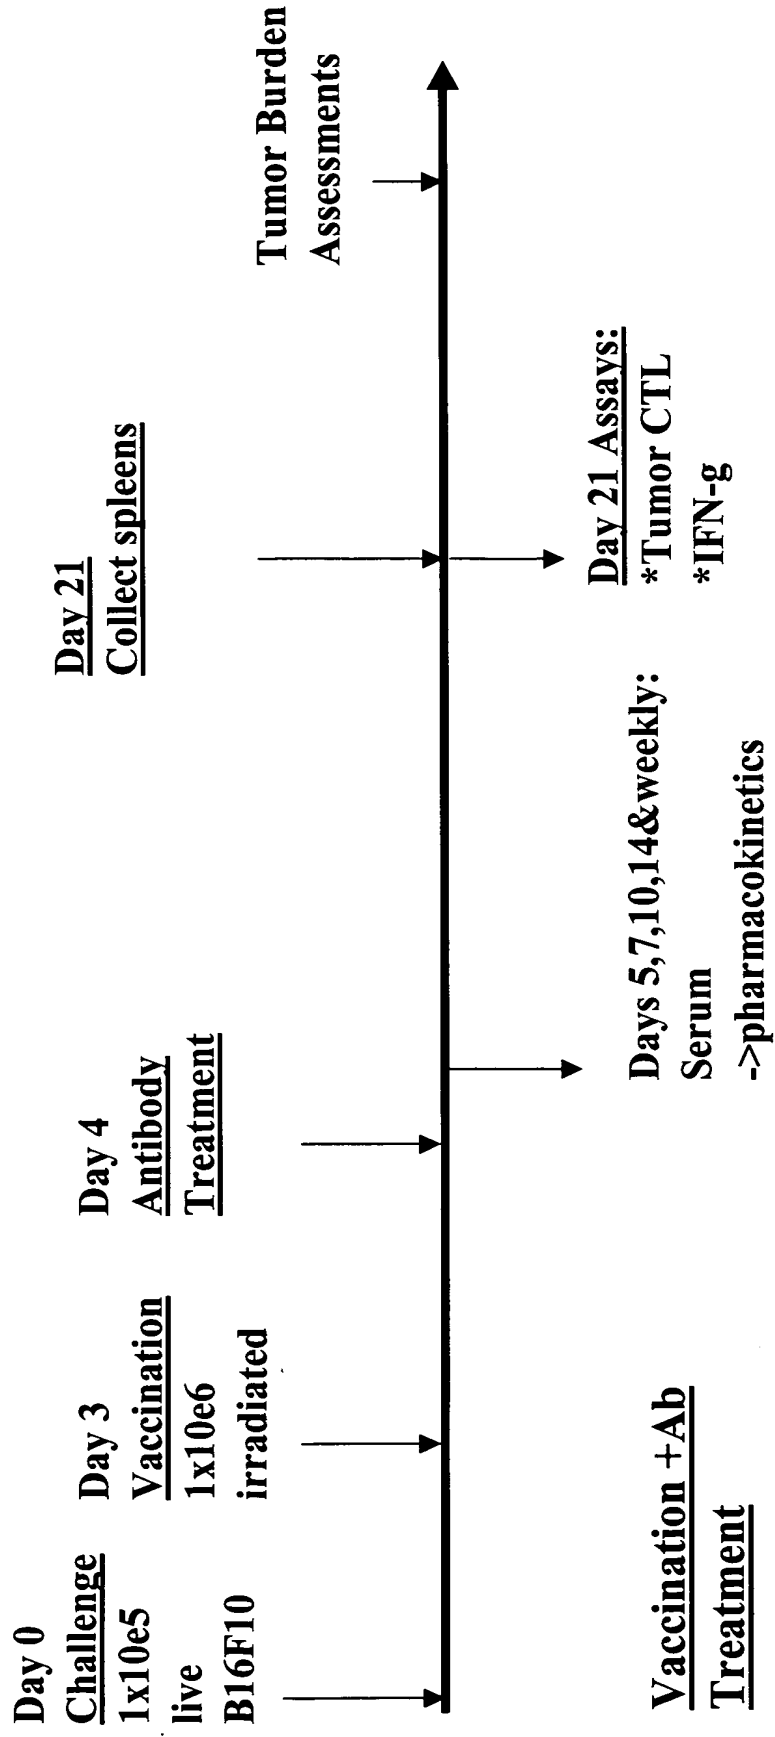 Day 0
Challenge
1x10e5
live
B16F10
Day 3
Vaccination
1x10e6
irradiated
Day 4
Antibody
Treatment
Day 21
Collect spleens
Tumor Burden
Assessments
Days 5,7,10,14&weekly:
Serum
->pharmacokinetics
Day 21 Assays:
*Tumor CTL
*IFN-g
Vaccination +Ab
Treatment